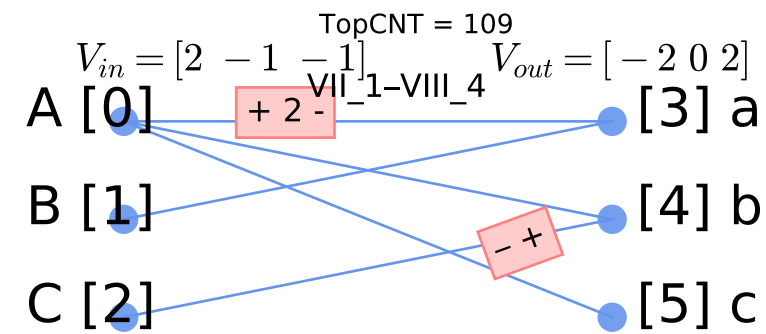 TopCNT = 109
V_in = [2 −1 −1] V_out = [−2 0 2]
VII_1–VIII_4
A [0] + 2 - [3] a
B [1] [4] b
− +
C [2] [5] c